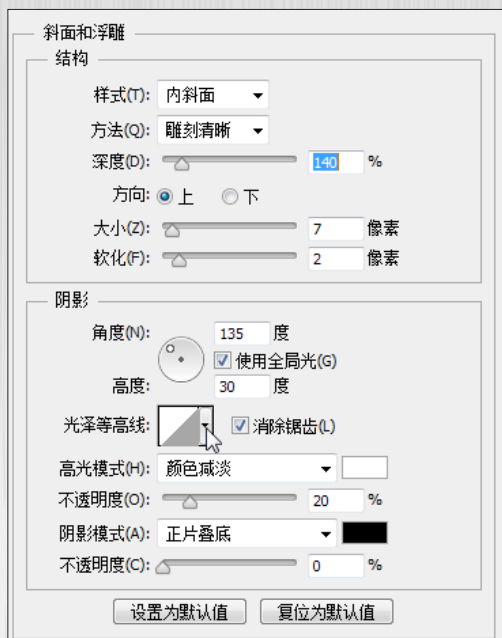 斜面和浮雕
结构
样式(T): 内斜面
方法(Q): 雕刻清晰
深度(D): 140 %
方向: 上 下
大小(Z): 7 像素
软化(F): 2 像素
阴影
角度(N): 135 度
使用全局光(G)
高度: 30 度
光泽等高线: 消除锯齿(L)
高光模式(H): 颜色减淡
不透明度(O): 20 %
阴影模式(A): 正片叠底
不透明度(C): 0 %
设置为默认值 复位为默认值